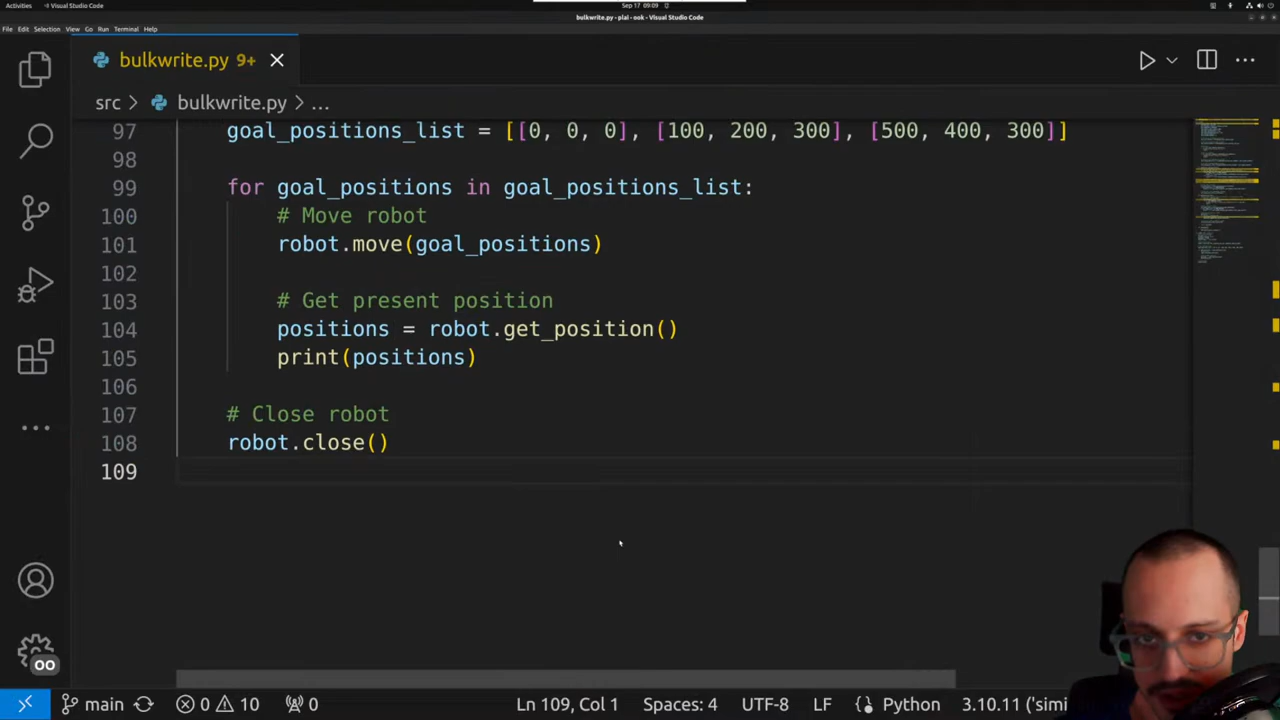 Activities
Visual Studio Code
Sep 17 09:09
bulkwrite.py - plal - ook - Visual Studio Code
File Edit Selection View Go Run Terminal Help
bulkwrite.py 9+
src > bulkwrite.py > ...
97 goal_positions_list = [[0, 0, 0], [100, 200, 300], [500, 400, 300]]
98
99 for goal_positions in goal_positions_list:
100 # Move robot
101 robot.move(goal_positions)
102
103 # Get present position
104 positions = robot.get_position()
105 print(positions)
106
107 # Close robot
108 robot.close()
109
main 0 10 0 Ln 109, Col 1 Spaces: 4 UTF-8 LF Python 3.10.11 ('simi